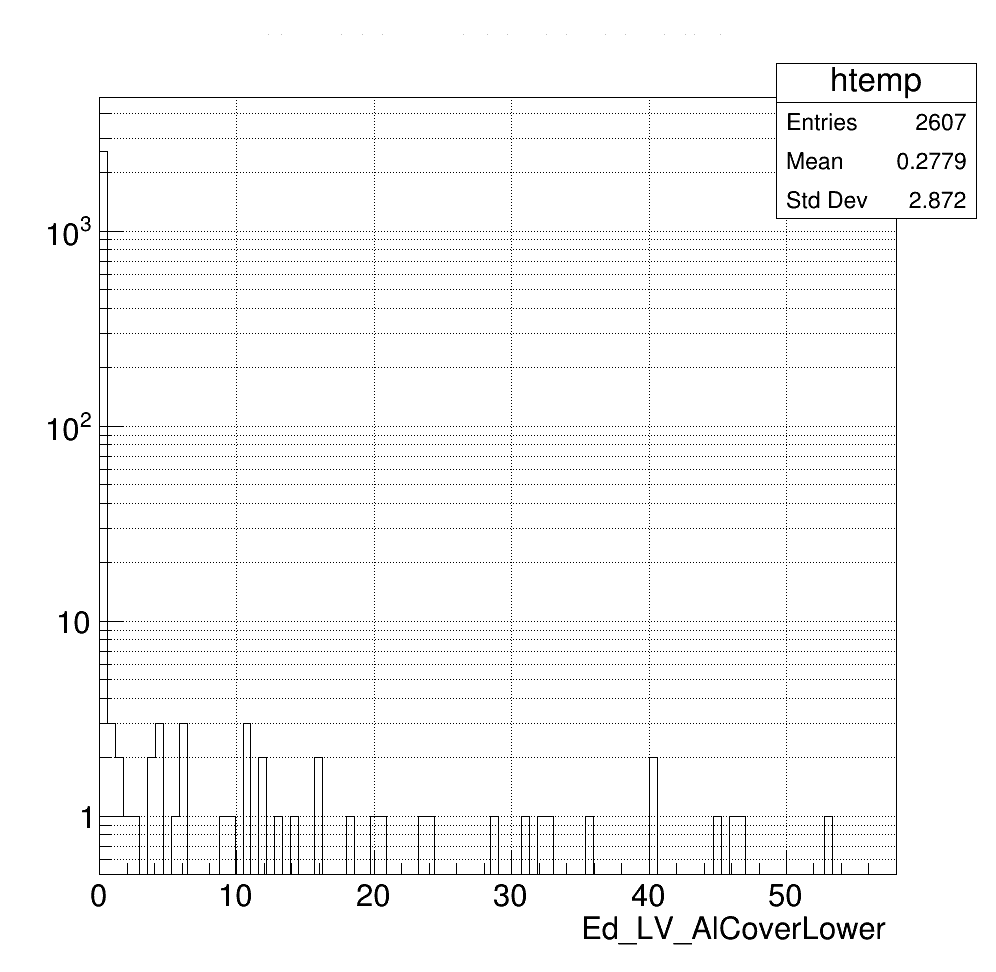 htemp
Entries 2607
Mean 0.2779
Std Dev 2.872
10³
10²
10
1
0 10 20 30 40 50
Ed_LV_AlCoverLower